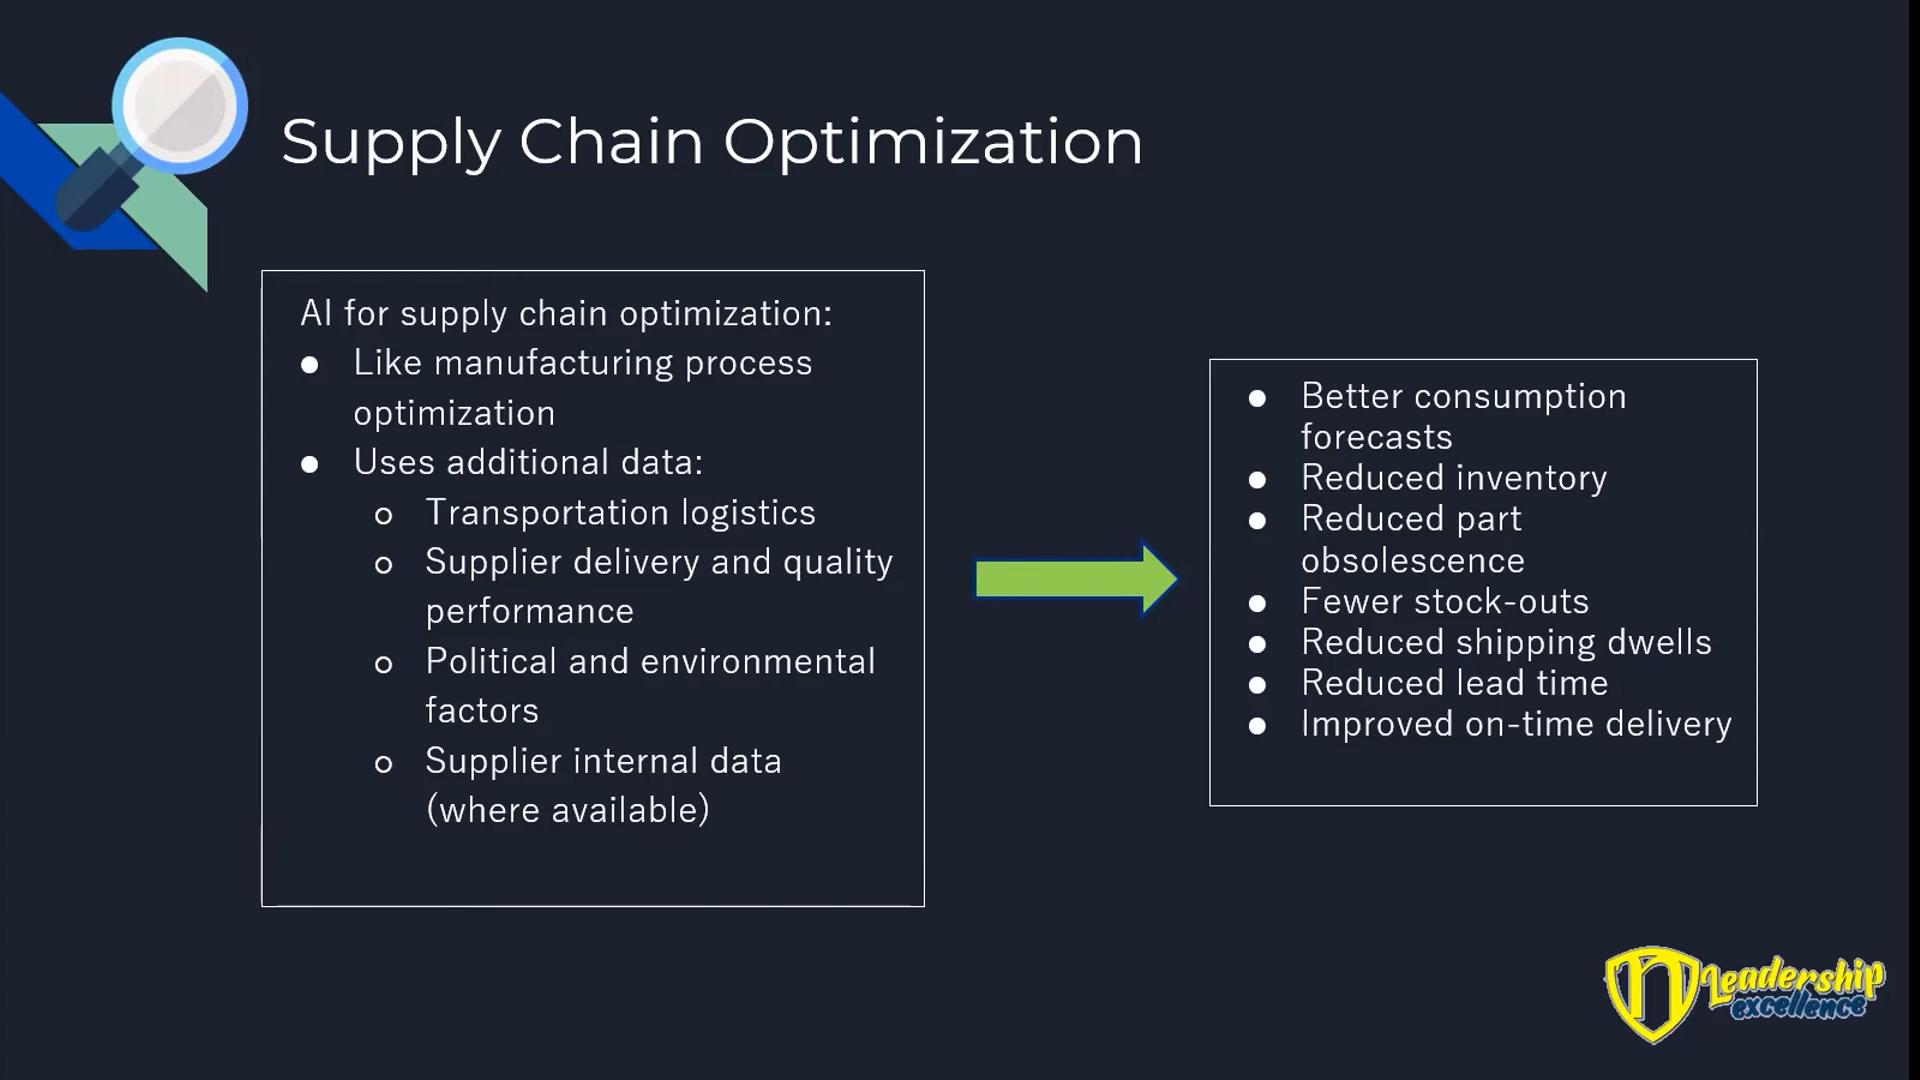 Supply Chain Optimization
AI for supply chain optimization:
● Like manufacturing process
optimization
● Uses additional data:
○ Transportation logistics
○ Supplier delivery and quality
performance
○ Political and environmental
factors
○ Supplier internal data
(where available)
● Better consumption
forecasts
● Reduced inventory
● Reduced part
obsolescence
● Fewer stock-outs
● Reduced shipping dwells
● Reduced lead time
● Improved on-time delivery
n Leadership
excellence